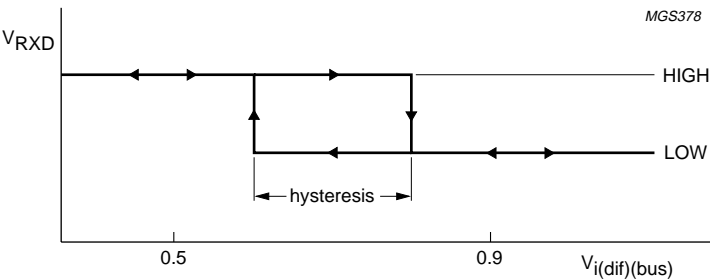 MGS378
VRXD
HIGH
LOW
hysteresis
0.5
0.9
Vi(dif)(bus)